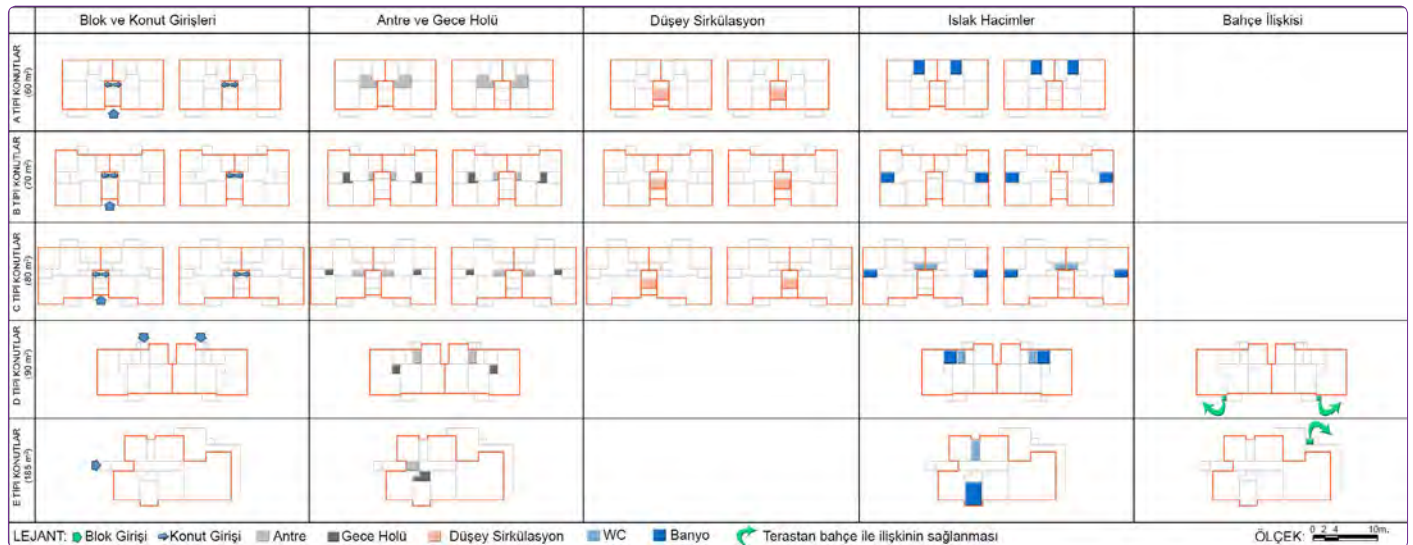 Blok ve Konut Girişleri
Antre ve Gece Holü
Düşey Sirkülasyon
Islak Hacimler
Bahçe İlişkisi
A TİPİ KONUTLAR
(60 m²)
B TİPİ KONUTLAR
(70 m²)
C TİPİ KONUTLAR
(80 m²)
D TİPİ KONUTLAR
(90 m²)
E TİPİ KONUTLAR
(185 m²)
LEJANT: Blok Girişi Konut Girişi Antre Gece Holü Düşey Sirkülasyon WC Banyo Terastan bahçe ile ilişkinin sağlanması ÖLÇEK: 0 2 4 10m.